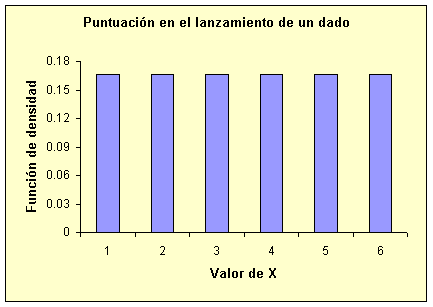 Puntuación en el lanzamiento de un dado
0.18
0.15
0.12
0.09
0.06
0.03
0
Función de densidad
1 2 3 4 5 6
Valor de X